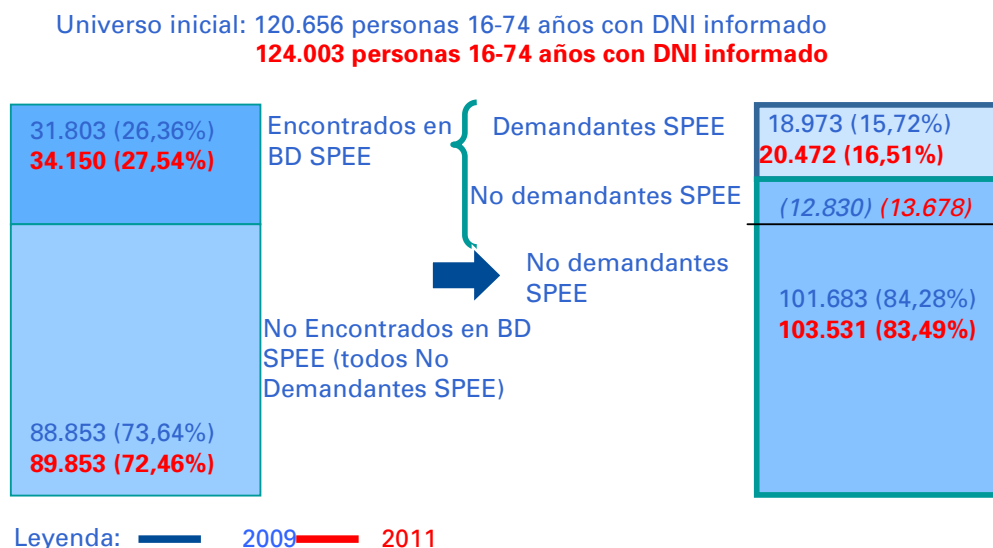 Universo inicial: 120.656 personas 16-74 años con DNI informado
124.003 personas 16-74 años con DNI informado
31.803 (26,36%)
34.150 (27,54%)
Encontrados en
BD SPEE
Demandantes SPEE
18.973 (15,72%)
20.472 (16,51%)
No demandantes SPEE
(12.830) (13.678)
No demandantes
SPEE
101.683 (84,28%)
103.531 (83,49%)
No Encontrados en BD
SPEE (todos No
Demandantes SPEE)
88.853 (73,64%)
89.853 (72,46%)
Leyenda: 2009 2011